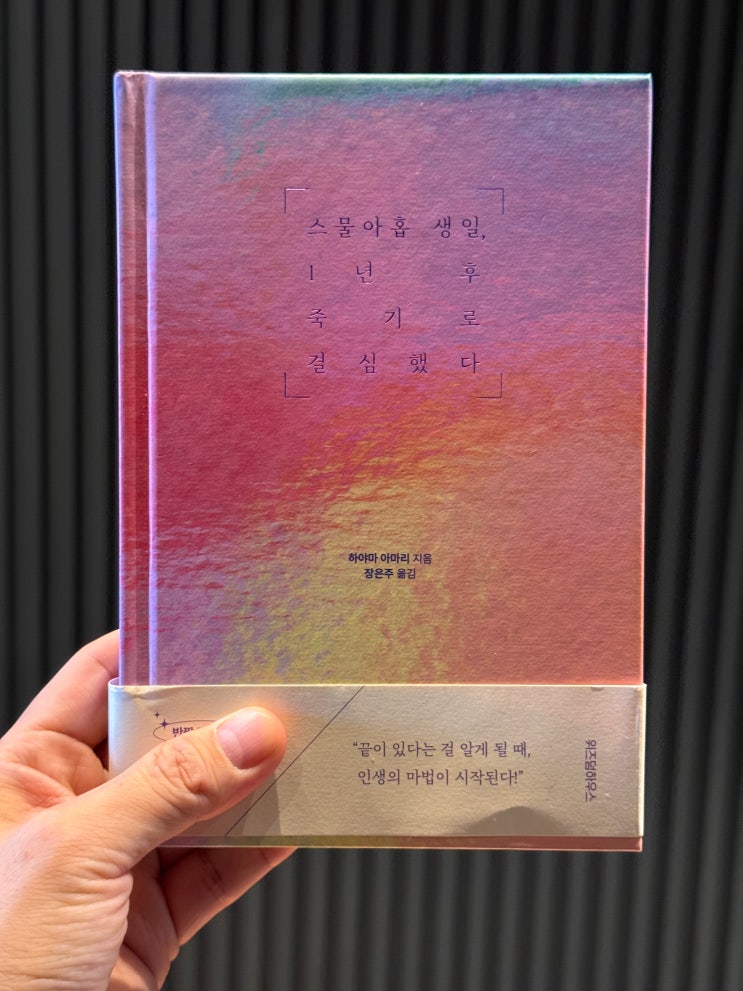 스물아홉 생일,
1년 후
죽기로
결심했다
하야마 아마리 지음
장은주 옮김
“끝이 있다는 걸 알게 될 때,
인생의 마법이 시작된다!”
위즈덤하우스